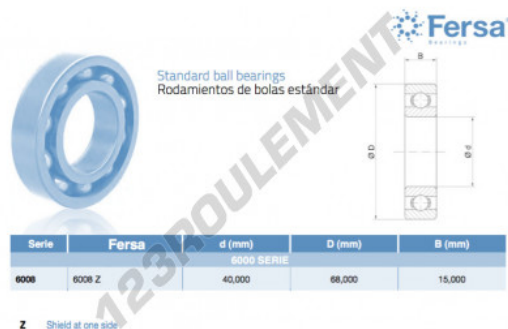 Fersa
Bearings
Standard ball bearings
Rodamientos de bolas estándar
B
Ø D
Ø d
Serie Fersa d (mm) D (mm) B (mm)
6000 SERIE
6008 6008 Z 40,000 68,000 15,000
Z Shield at one side
123ROULEMENT